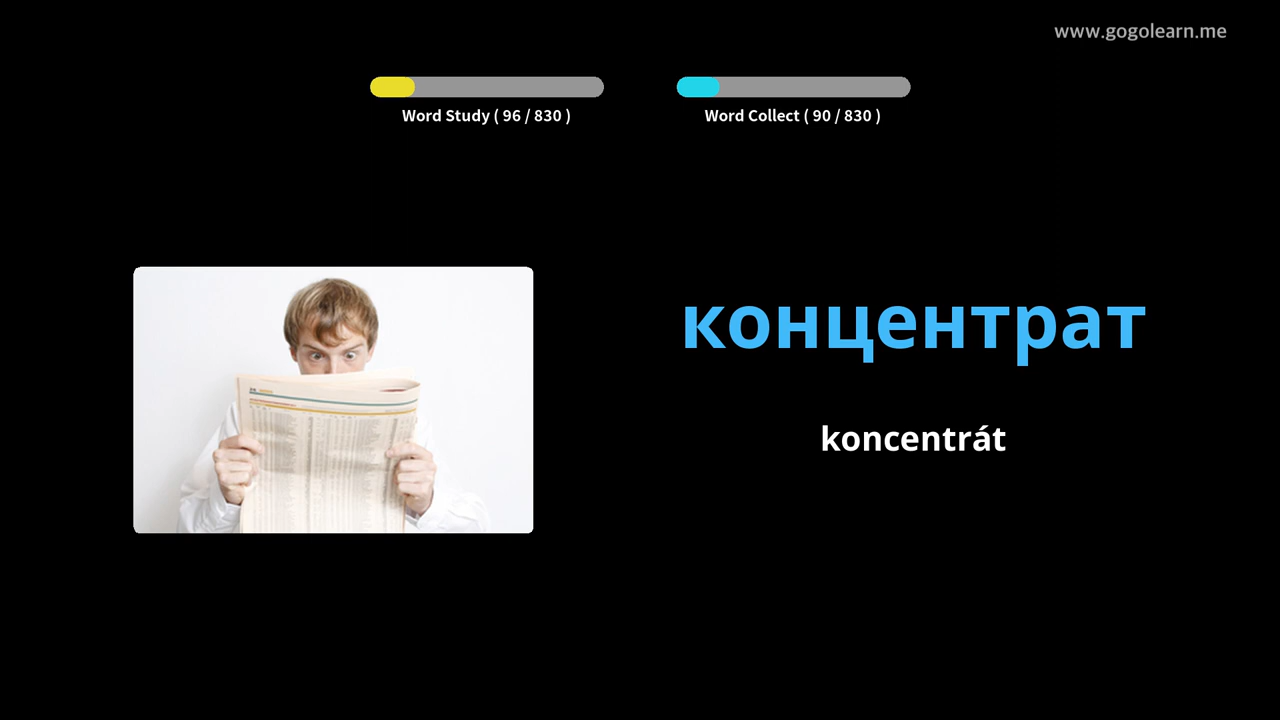 www.gogolearn.me
Word Study ( 96 / 830 )
Word Collect ( 90 / 830 )
концентрат
koncentrát